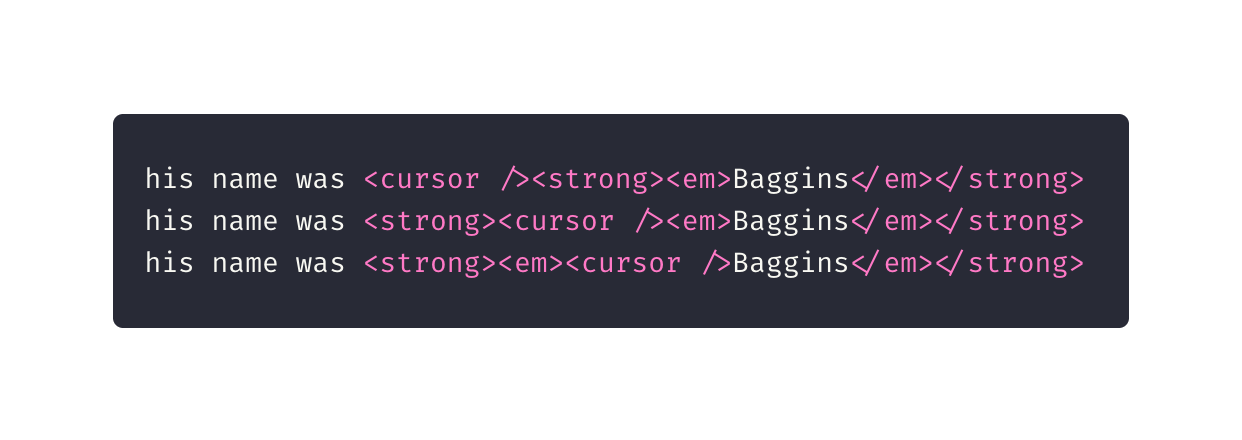 his name was <cursor /><strong><em>Baggins</em></strong>
his name was <strong><cursor /><em>Baggins</em></strong>
his name was <strong><em><cursor />Baggins</em></strong>